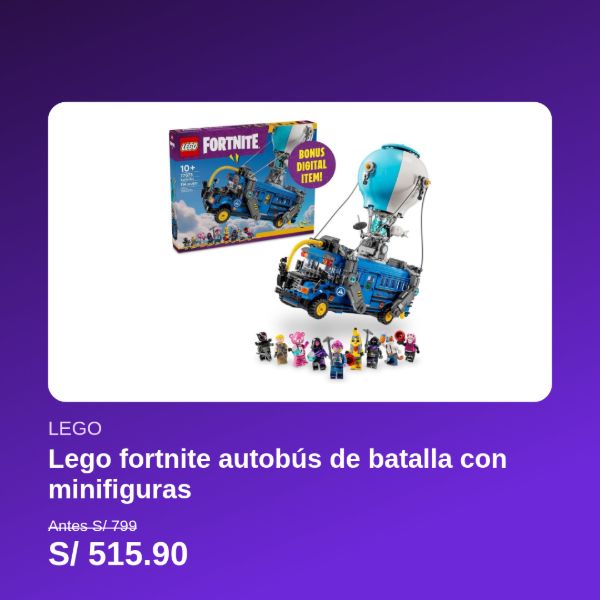 LEGO FORTNITE
10+
BONUS
DIGITAL
ITEM!
LEGO
Lego fortnite autobús de batalla con
minifiguras
Antes S/ 799
S/ 515.90